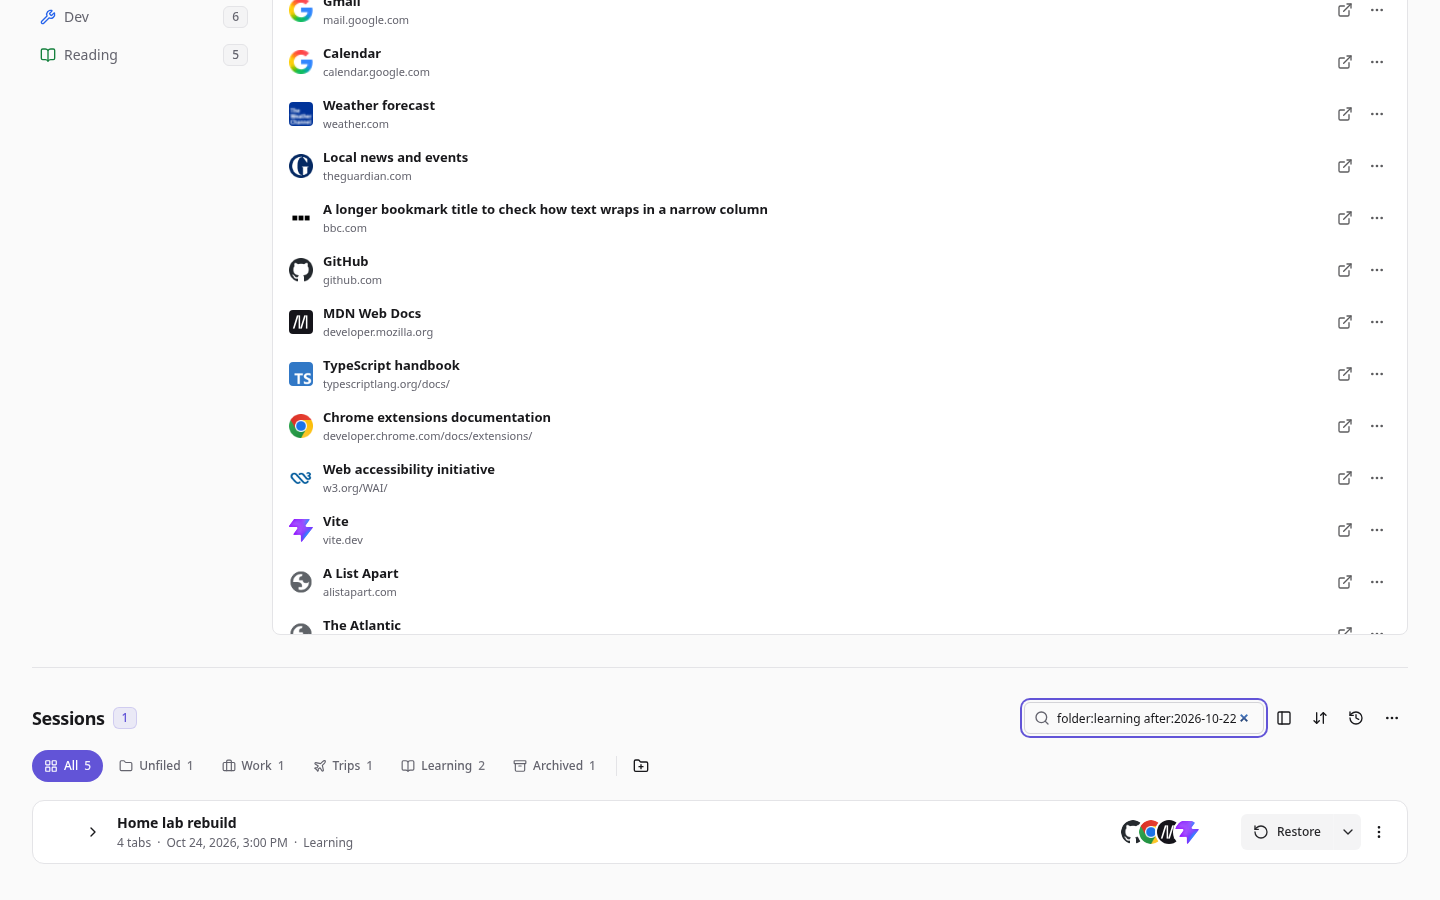 Dev 6
Reading 5
Gmail
mail.google.com
Calendar
calendar.google.com
Weather forecast
weather.com
Local news and events
theguardian.com
A longer bookmark title to check how text wraps in a narrow column
bbc.com
GitHub
github.com
MDN Web Docs
developer.mozilla.org
TypeScript handbook
typescriptlang.org/docs/
Chrome extensions documentation
developer.chrome.com/docs/extensions/
Web accessibility initiative
w3.org/WAI/
Vite
vite.dev
A List Apart
alistapart.com
The Atlantic
Sessions 1
folder:learning after:2026-10-22
All 5
Unfiled 1
Work 1
Trips 1
Learning 2
Archived 1
Home lab rebuild
4 tabs · Oct 24, 2026, 3:00 PM · Learning
Restore